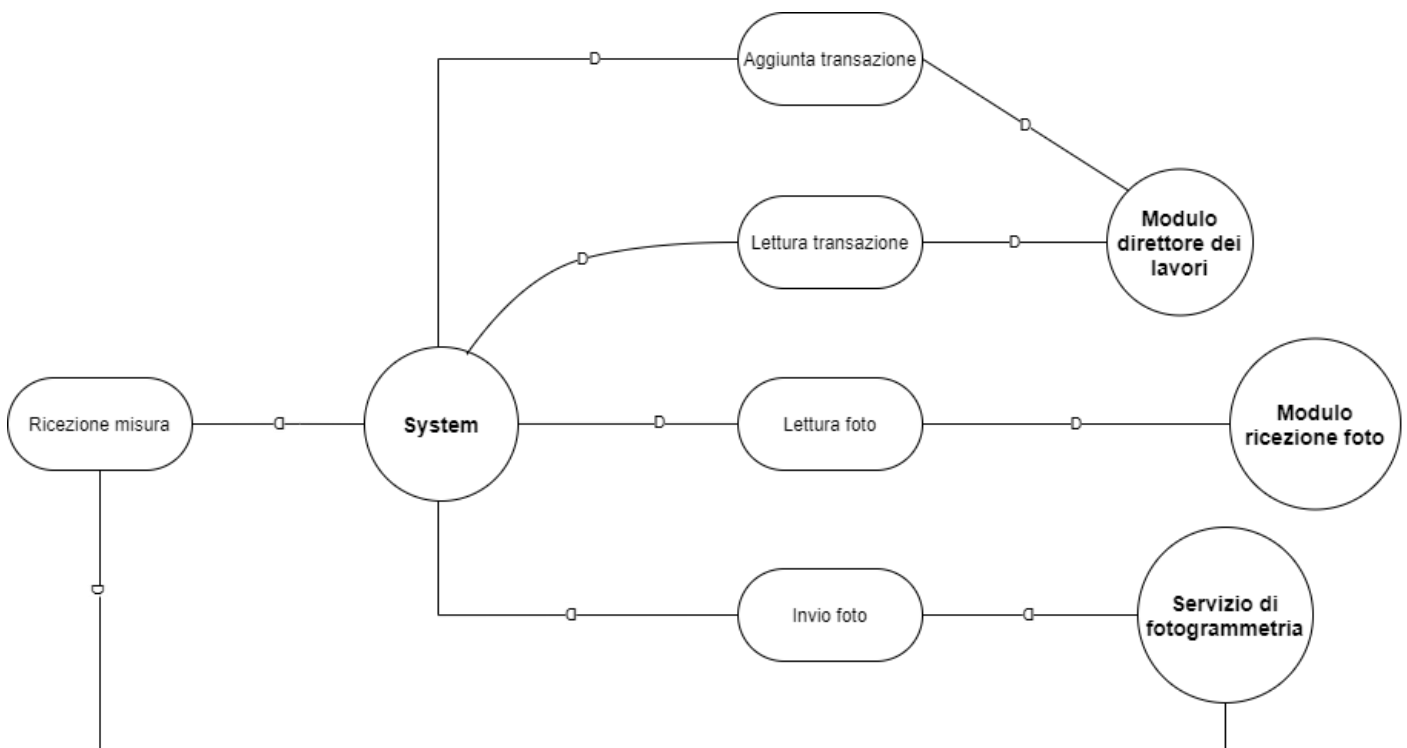 Aggiunta transazione
D
D
Modulo
direttore dei
lavori
Lettura transazione
D
D
Ricezione misura
D
System
D
Lettura foto
D
Modulo
ricezione foto
D
D
Invio foto
D
Servizio di
fotogrammetria